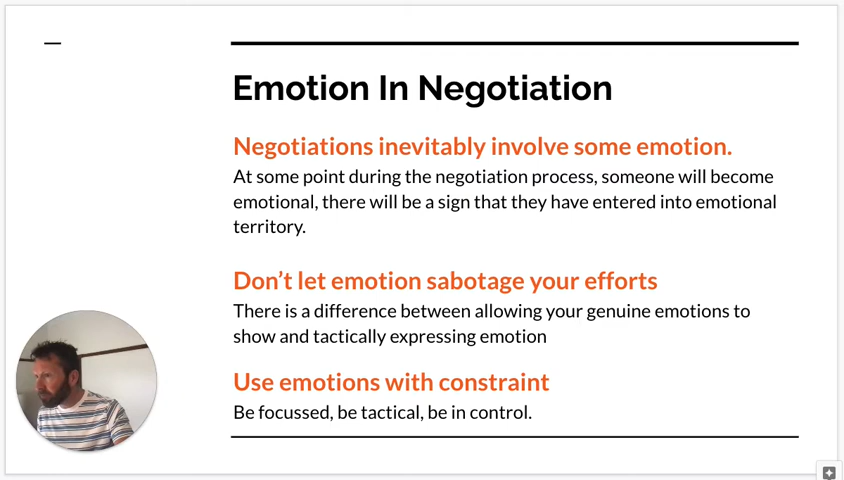 Emotion In Negotiation
Negotiations inevitably involve some emotion.
At some point during the negotiation process, someone will become
emotional, there will be a sign that they have entered into emotional
territory.
Don’t let emotion sabotage your efforts
There is a difference between allowing your genuine emotions to
show and tactically expressing emotion
Use emotions with constraint
Be focussed, be tactical, be in control.